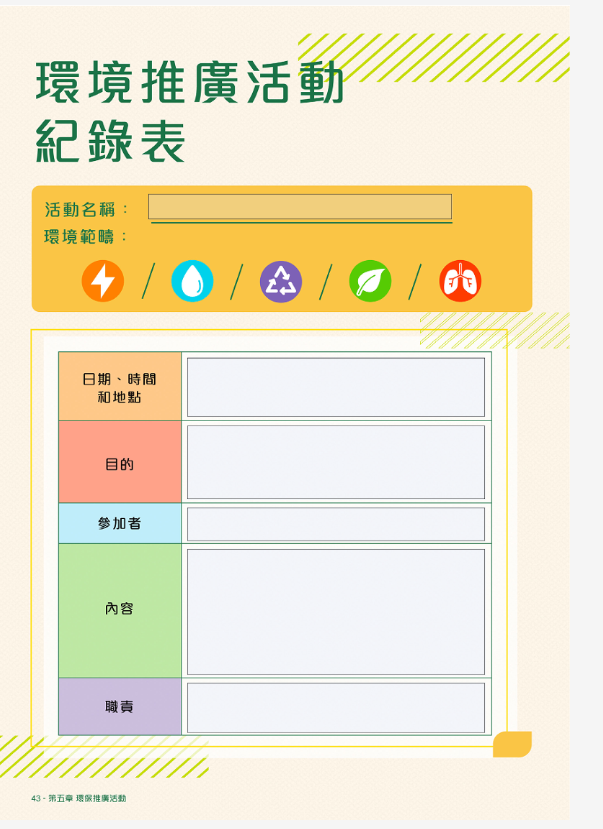 環境推廣活動
紀錄表
活動名稱：
環境範疇：
日期、時間
和地點
目的
參加者
內容
職責
43 - 第五章 環保推廣活動